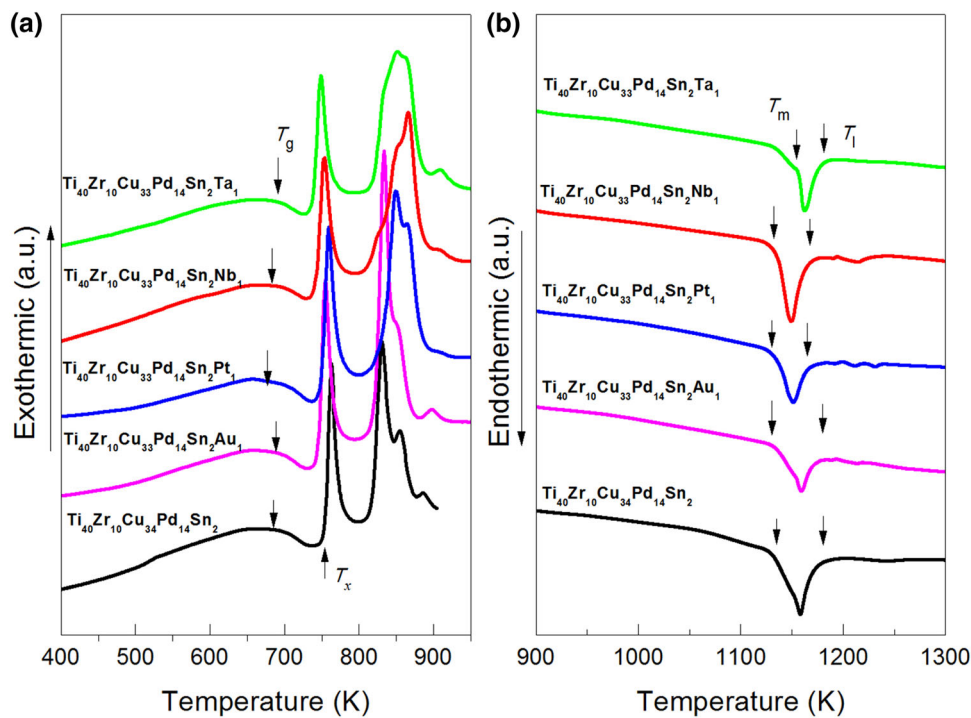 (a)
Exothermic (a.u.)
Ti40Zr10Cu33Pd14Sn2Ta1
Tg
Ti40Zr10Cu33Pd14Sn2Nb1
Ti40Zr10Cu33Pd14Sn2Pt1
Ti40Zr10Cu33Pd14Sn2Au1
Ti40Zr10Cu34Pd14Sn2
Tx
400 500 600 700 800 900
Temperature (K)
(b)
Endothermic (a.u.)
Ti40Zr10Cu33Pd14Sn2Ta1
Tm
Tl
Ti40Zr10Cu33Pd14Sn2Nb1
Ti40Zr10Cu33Pd14Sn2Pt1
Ti40Zr10Cu33Pd14Sn2Au1
Ti40Zr10Cu34Pd14Sn2
900 1000 1100 1200 1300
Temperature (K)